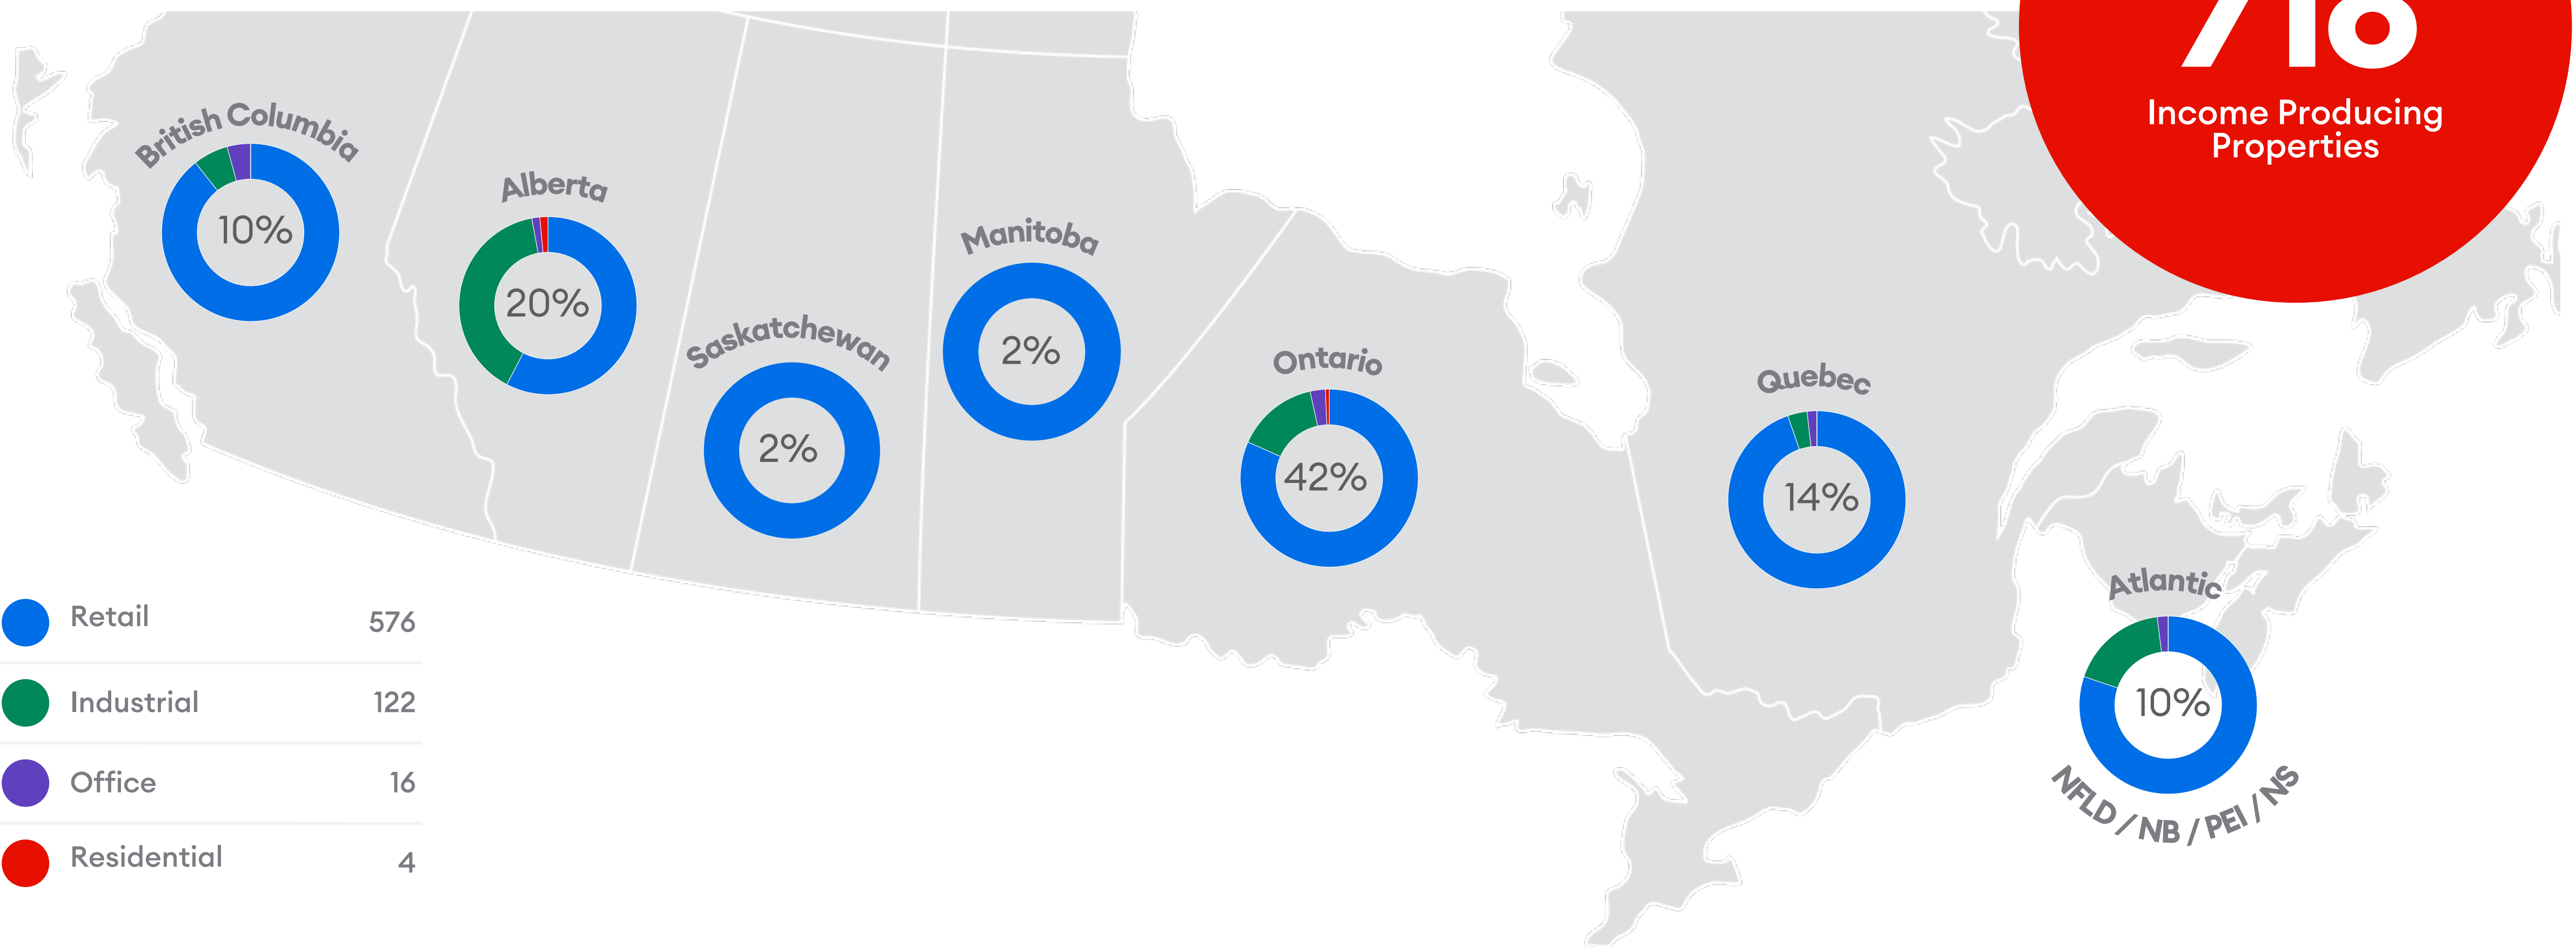 718
Income Producing
Properties
British Columbia
10%
Alberta
20%
Saskatchewan
2%
Manitoba
2%
Ontario
42%
Quebec
14%
Atlantic
10%
NFLD / NB / PEI / NS
Retail 576
Industrial 122
Office 16
Residential 4